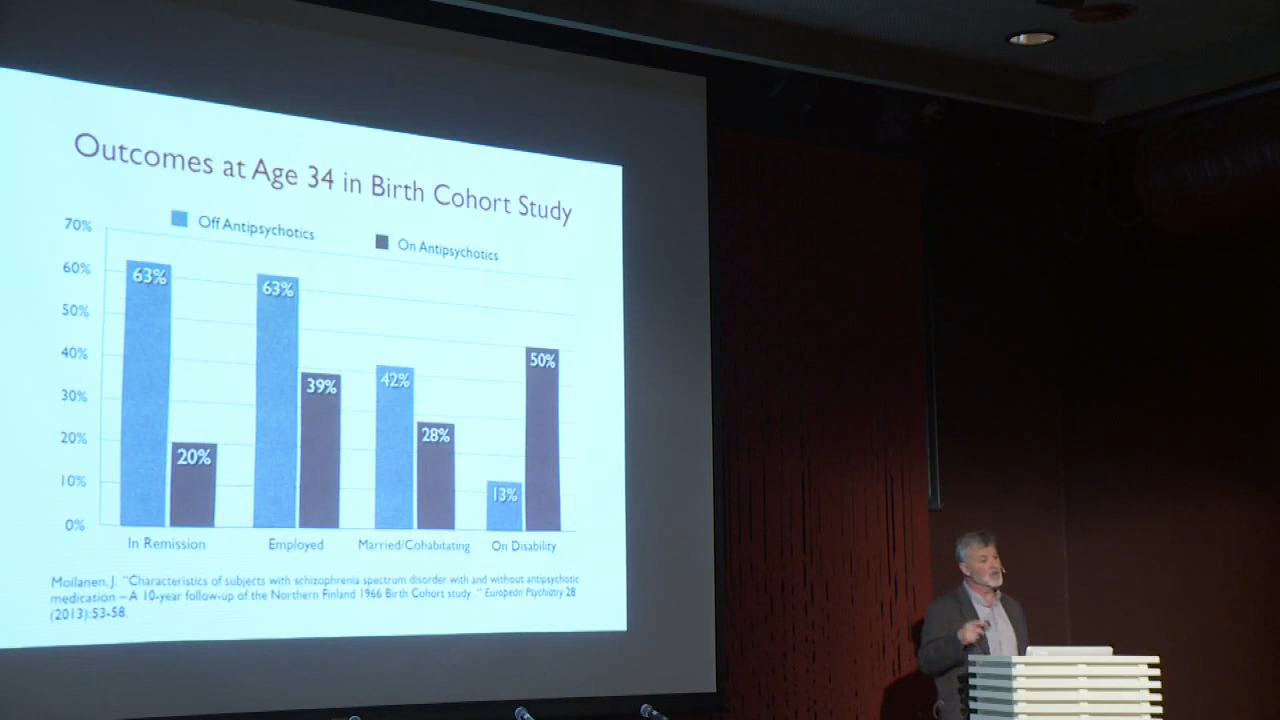 Outcomes at Age 34 in Birth Cohort Study
Off Antipsychotics
On Antipsychotics
70%
60%
50%
40%
30%
20%
10%
0%
63%
20%
63%
39%
42%
28%
13%
50%
In Remission
Employed
Married/Cohabitating
On Disability
Moilanen, J. "Characteristics of subjects with schizophrenia spectrum disorder with and without antipsychotic
medication – A 10-year follow-up of the Northern Finland 1966 Birth Cohort study ." European Psychiatry 28
(2013):53-58.